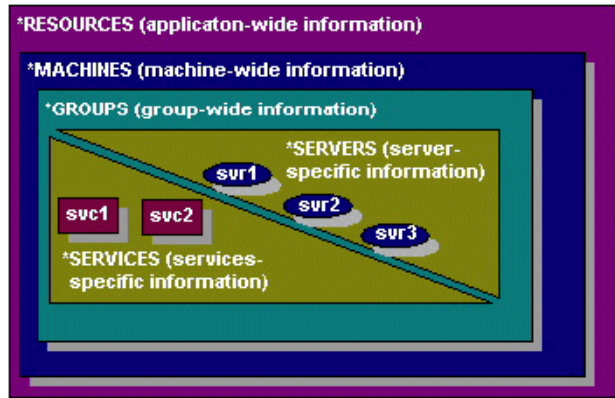 *RESOURCES (applicaton-wide information)
*MACHINES (machine-wide information)
*GROUPS (group-wide information)
*SERVERS (server-
specific information)
svr1
svr2
svr3
svc1
svc2
*SERVICES (services-
specific information)